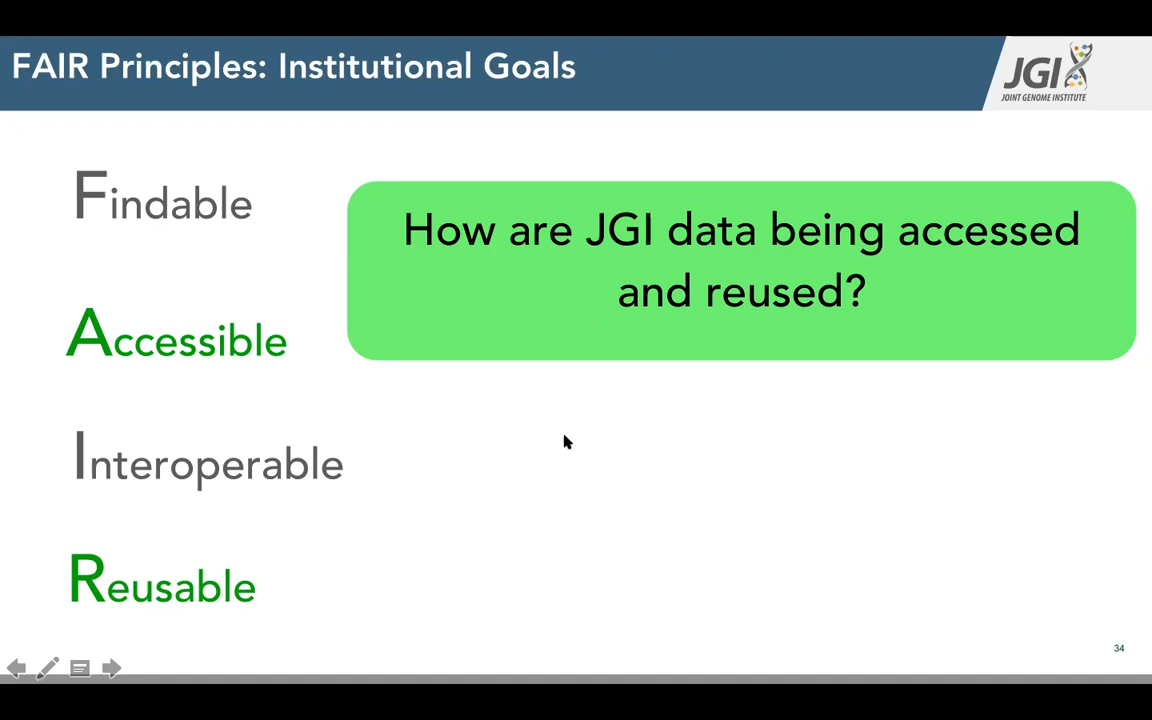 FAIR Principles: Institutional Goals
JGI
JOINT GENOME INSTITUTE
Findable
How are JGI data being accessed
and reused?
Accessible
Interoperable
Reusable
34